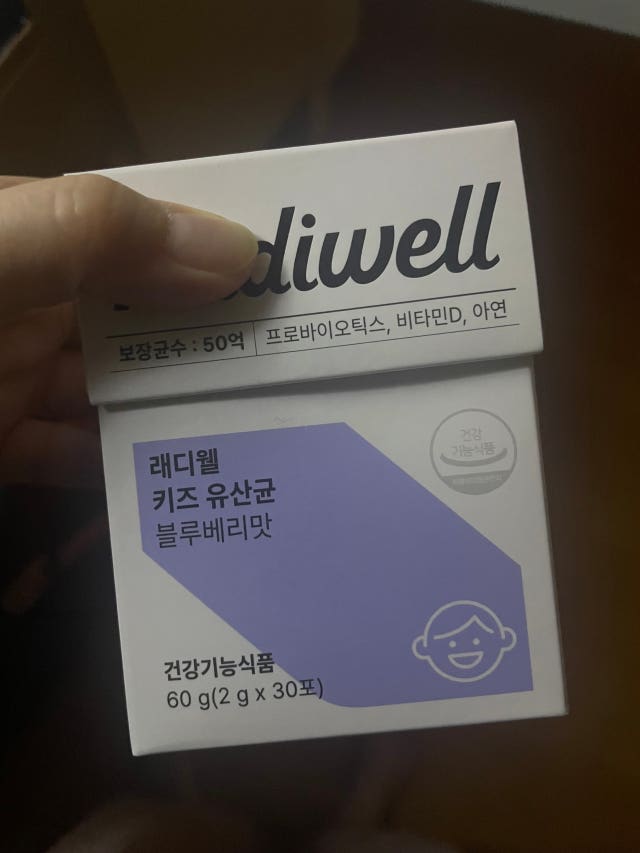 diwell
보장균수 : 50억
프로바이오틱스, 비타민D, 아연
건강
기능식품
래디웰
키즈 유산균
블루베리맛
건강기능식품
60 g(2 g x 30포)